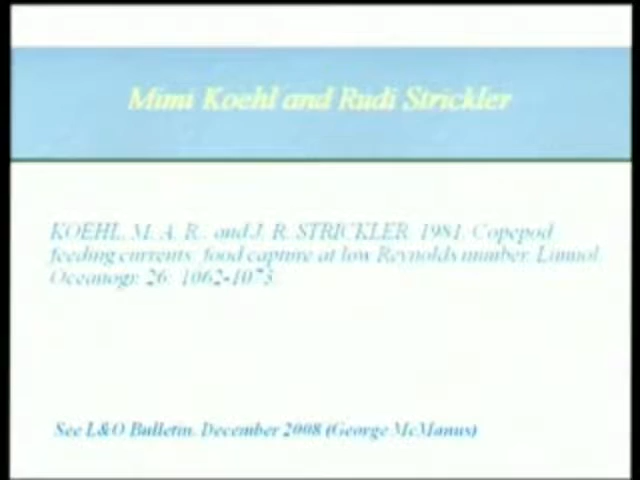 Mimi Koehl and Rudi Strickler
KOEHL, M. A. R., and J. R. STRICKLER. 1981. Copepod
feeding currents: food capture at low Reynolds number. Limnol.
Oceanogr. 26: 1062-1073.
See L&O Bulletin, December 2008 (George McManus)